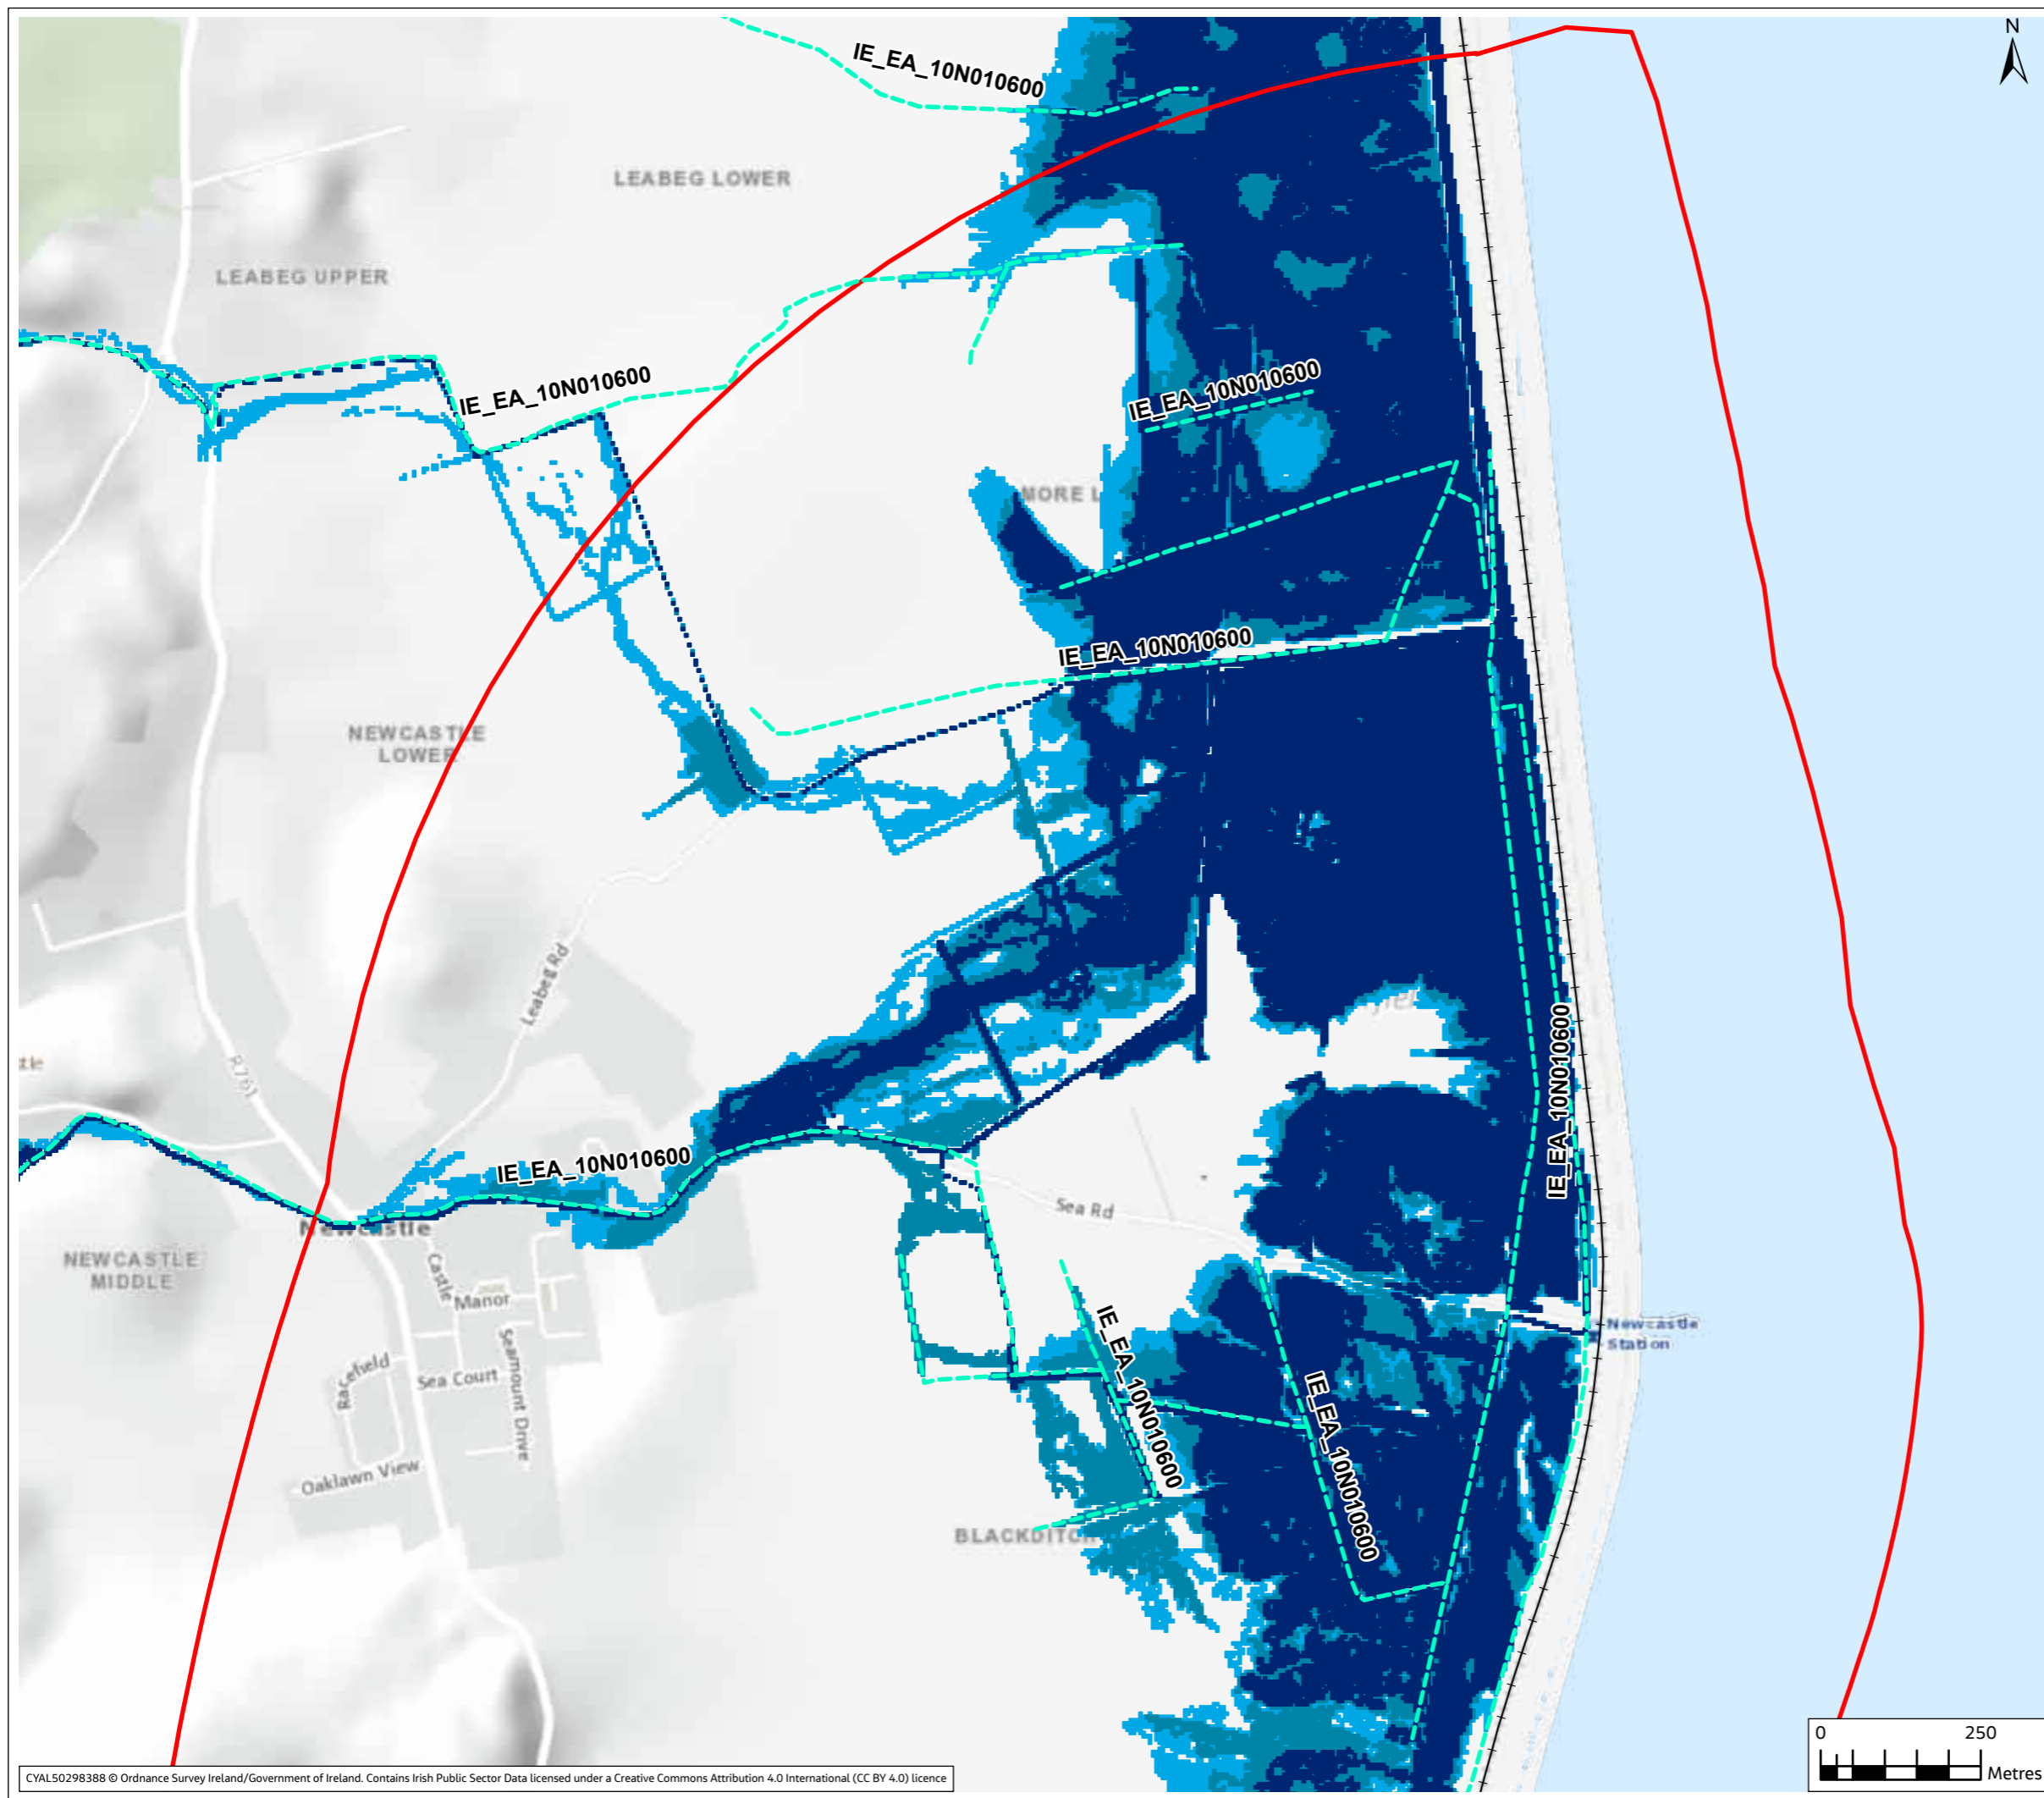 N
IE_EA_10N010600
LEABEG LOWER
LEABEG UPPER
IE_EA_10N010600
IE_EA_10N010600
MORE L
IE_EA_10N010600
NEWCASTLE
LOWER
Leabeg Rd
R761
tle
IE_EA_10N010600
IE_EA_10N010600
Sea Rd
Newcastle
NEWCASTLE
MIDDLE
Castle
Manor
Newcastle
Station
IE_EA_10N010600
Seamount Drive
Racefield
Sea Court
IE_EA_10N010600
Oaklawn View
BLACKDITCH
0 250
Metres
CYAL50298388 © Ordnance Survey Ireland/Government of Ireland. Contains Irish Public Sector Data licensed under a Creative Commons Attribution 4.0 International (CC BY 4.0) licence